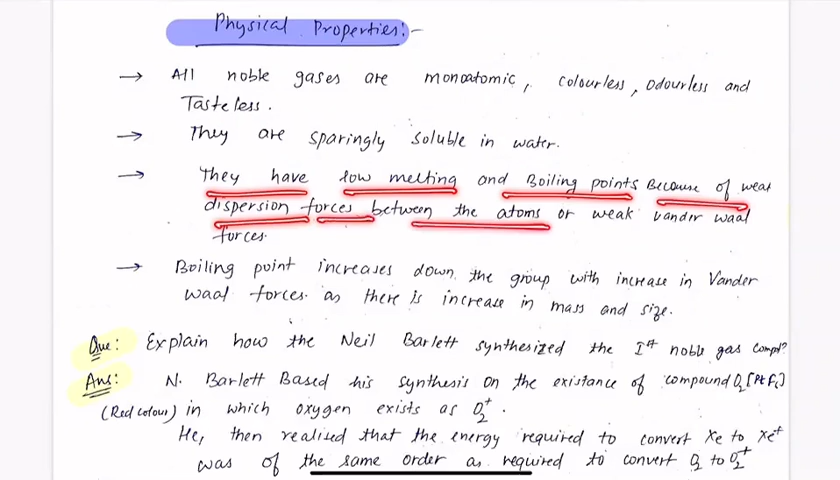 Physical Properties:-
→ All noble gases are monoatomic, colourless, odourless and
Tasteless.
→ They are sparingly soluble in water.
→ They have low melting and Boiling points Because of weak
dispersion forces between the atoms or weak vander waal
forces.
→ Boiling point increases down the group with increase in Vander
waal forces as there is increase in mass and size.
Que: Explain how the Neil Barlett synthesized the Ist noble gas compd?
Ans: N. Barlett Based his synthesis on the existance of compound O2[PtF6]
(Red colour) in which oxygen exists as O2+.
He, then realised that the energy required to convert Xe to Xe+
was of the same order as required to convert O2 to O2+